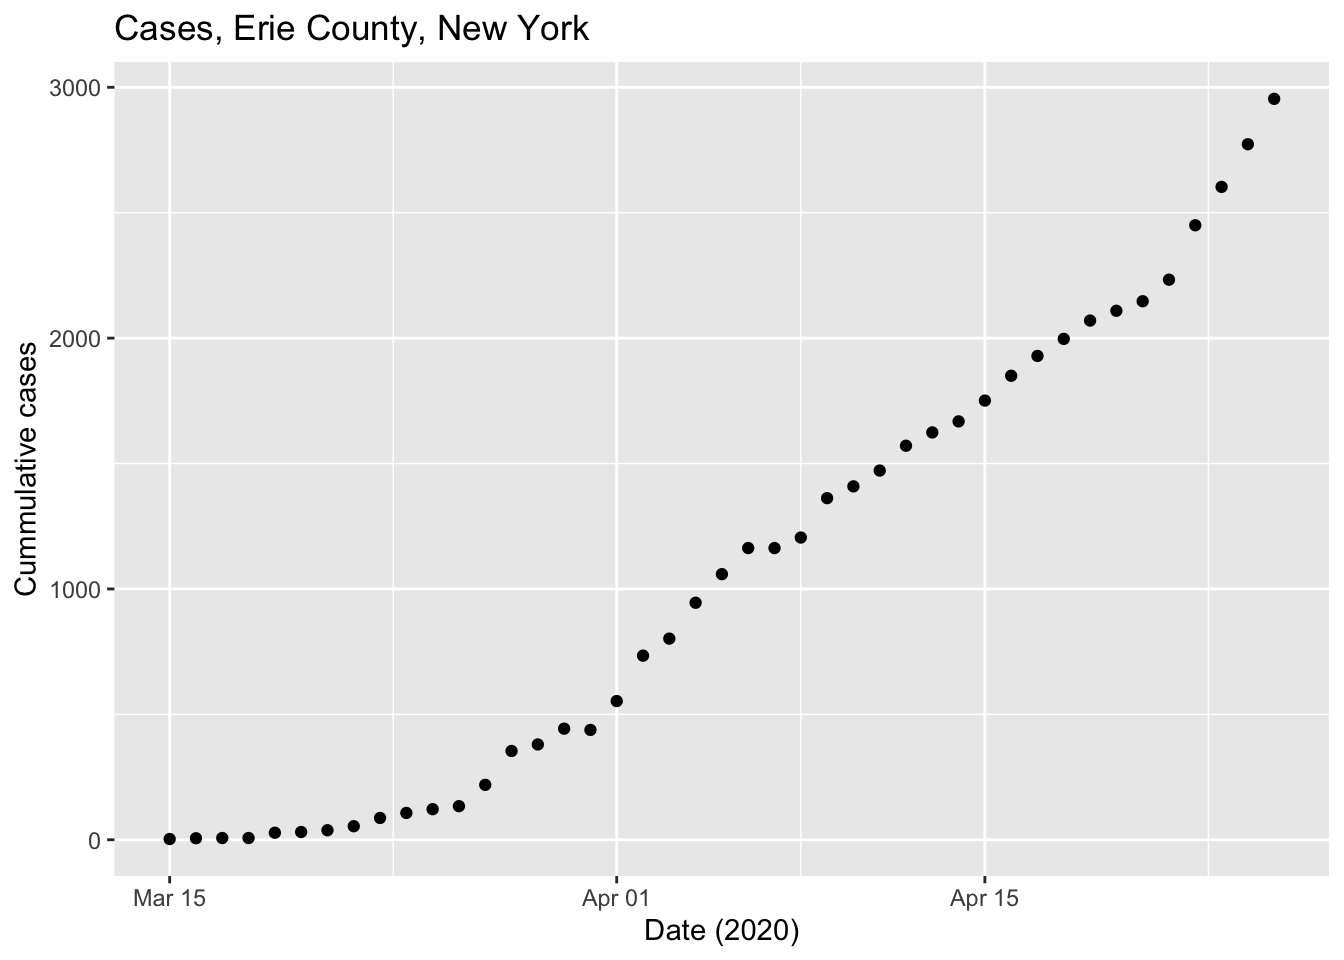 Cases, Erie County, New York
3000
2000
1000
0
Cummulative cases
Mar 15
Apr 01
Apr 15
Date (2020)